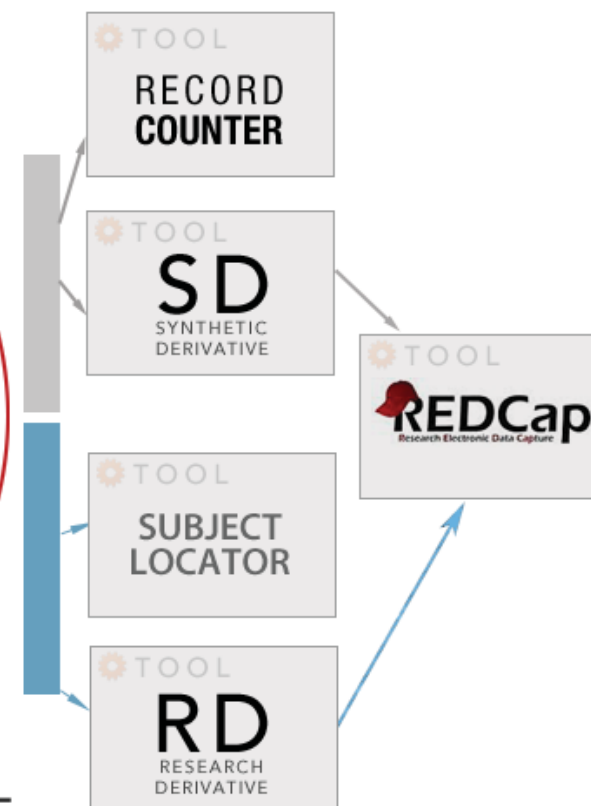 TOOL
RECORD
COUNTER
TOOL
SD
SYNTHETIC
DERIVATIVE
TOOL
REDCap
Research Electronic Data Capture
TOOL
SUBJECT
LOCATOR
TOOL
RD
RESEARCH
DERIVATIVE